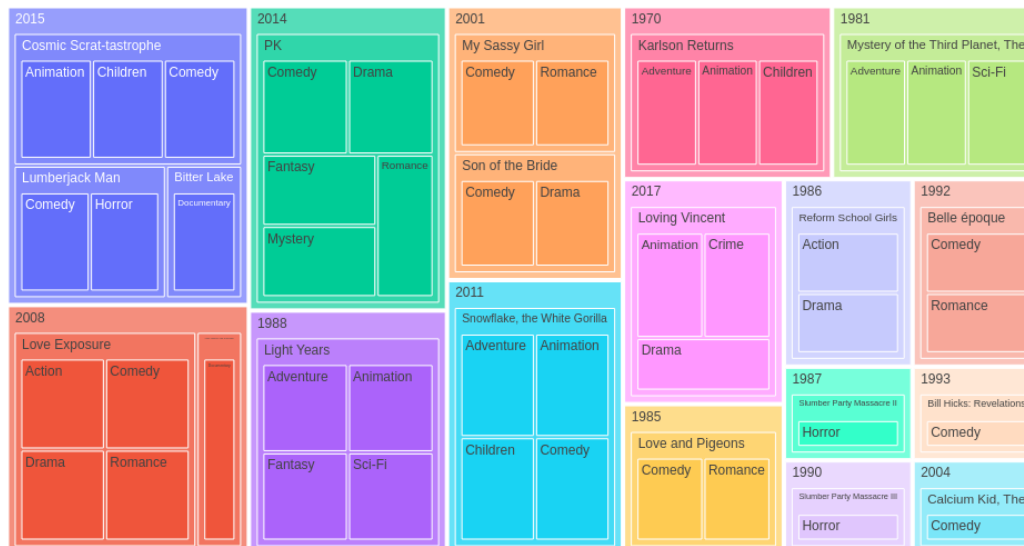 2015
Cosmic Scrat-tastrophe
Animation
Children
Comedy
Lumberjack Man
Comedy
Horror
Bitter Lake
Documentary
2014
PK
Comedy
Drama
Fantasy
Romance
Mystery
2001
My Sassy Girl
Comedy
Romance
Son of the Bride
Comedy
Drama
1970
Karlson Returns
Adventure
Animation
Children
1981
Mystery of the Third Planet, The
Adventure
Animation
Sci-Fi
2008
Love Exposure
Action
Comedy
Drama
Romance
Documentary
1988
Light Years
Adventure
Animation
Fantasy
Sci-Fi
2011
Snowflake, the White Gorilla
Adventure
Animation
Children
Comedy
2017
Loving Vincent
Animation
Crime
Drama
1985
Love and Pigeons
Comedy
Romance
1986
Reform School Girls
Action
Drama
1992
Belle époque
Comedy
Romance
1987
Slumber Party Massacre II
Horror
1993
Bill Hicks: Revelations
Comedy
1990
Slumber Party Massacre III
Horror
2004
Calcium Kid, The
Comedy